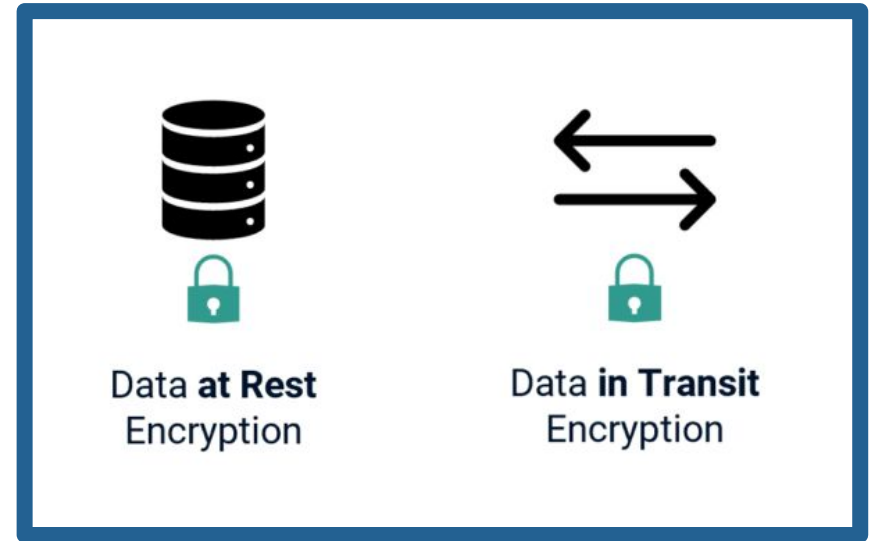 Data at Rest
Encryption
Data in Transit
Encryption